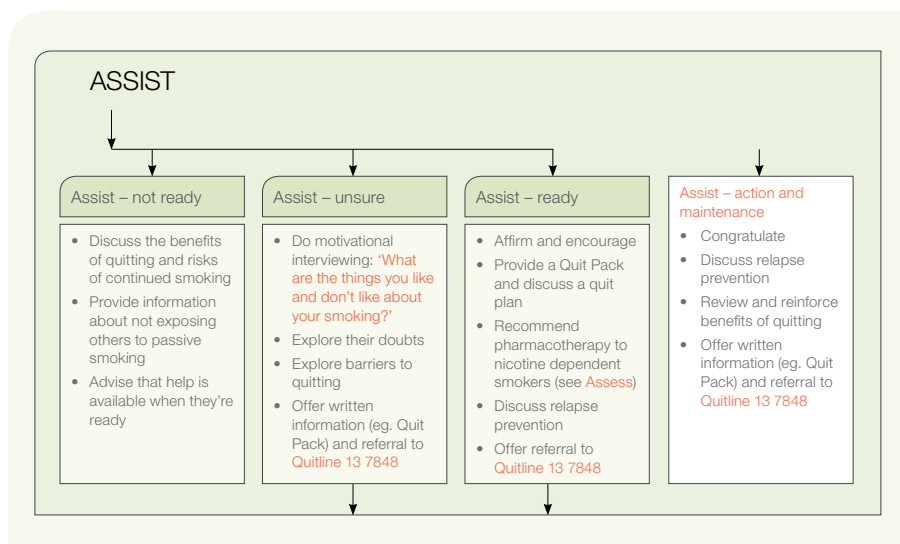 ASSIST
Assist – not ready
• Discuss the benefits
of quitting and risks
of continued smoking
• Provide information
about not exposing
others to passive
smoking
• Advise that help is
available when they're
ready
Assist – unsure
• Do motivational
interviewing: ‘What
are the things you like
and don’t like about
your smoking?’
• Explore their doubts
• Explore barriers to
quitting
• Offer written
information (eg. Quit
Pack) and referral to
Quitline 13 7848
Assist – ready
• Affirm and encourage
• Provide a Quit Pack
and discuss a quit
plan
• Recommend
pharmacotherapy to
nicotine dependent
smokers (see Assess)
• Discuss relapse
prevention
• Offer referral to
Quitline 13 7848
Assist – action and
maintenance
• Congratulate
• Discuss relapse
prevention
• Review and reinforce
benefits of quitting
• Offer written
information (eg. Quit
Pack) and referral to
Quitline 13 7848